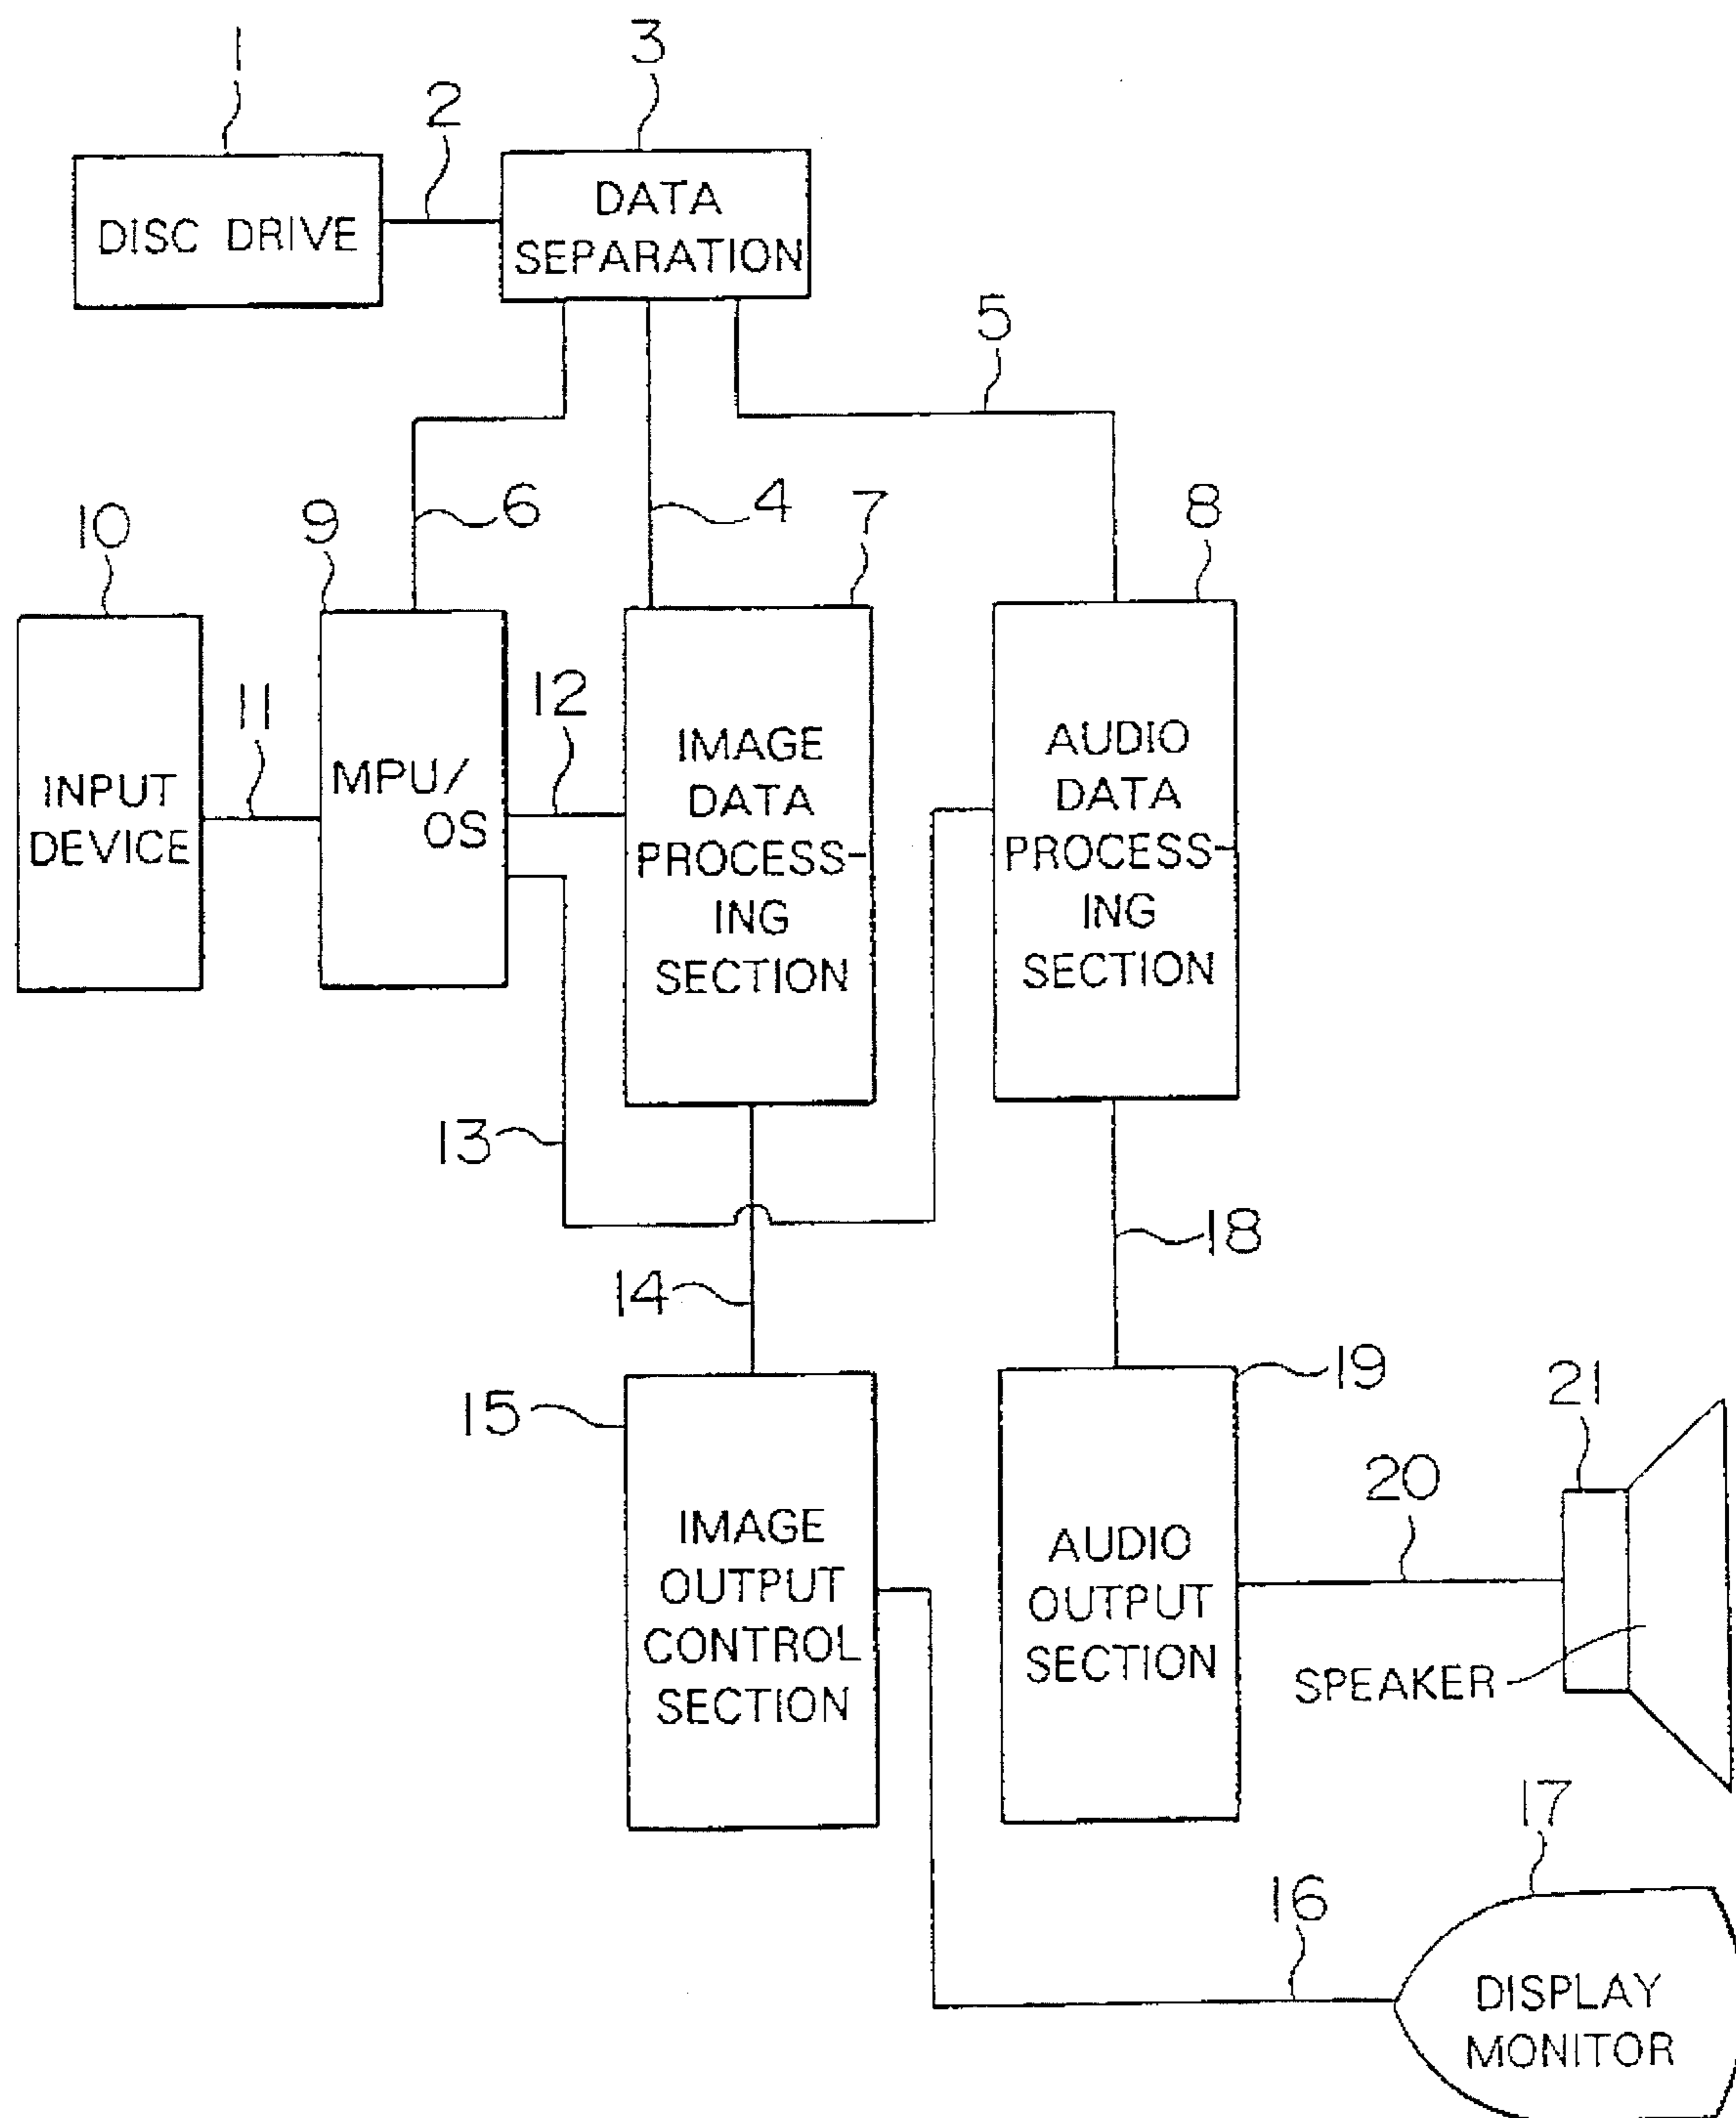 1
3
2
DISC DRIVE
DATA
SEPARATION
5
6
4
7
8
10
9
11
12
INPUT
DEVICE
MPU/
OS
IMAGE
DATA
PROCESS-
ING
SECTION
AUDIO
DATA
PROCESS-
ING
SECTION
13
18
14
15
19
21
20
IMAGE
OUTPUT
CONTROL
SECTION
AUDIO
OUTPUT
SECTION
SPEAKER
17
16
DISPLAY
MONITOR